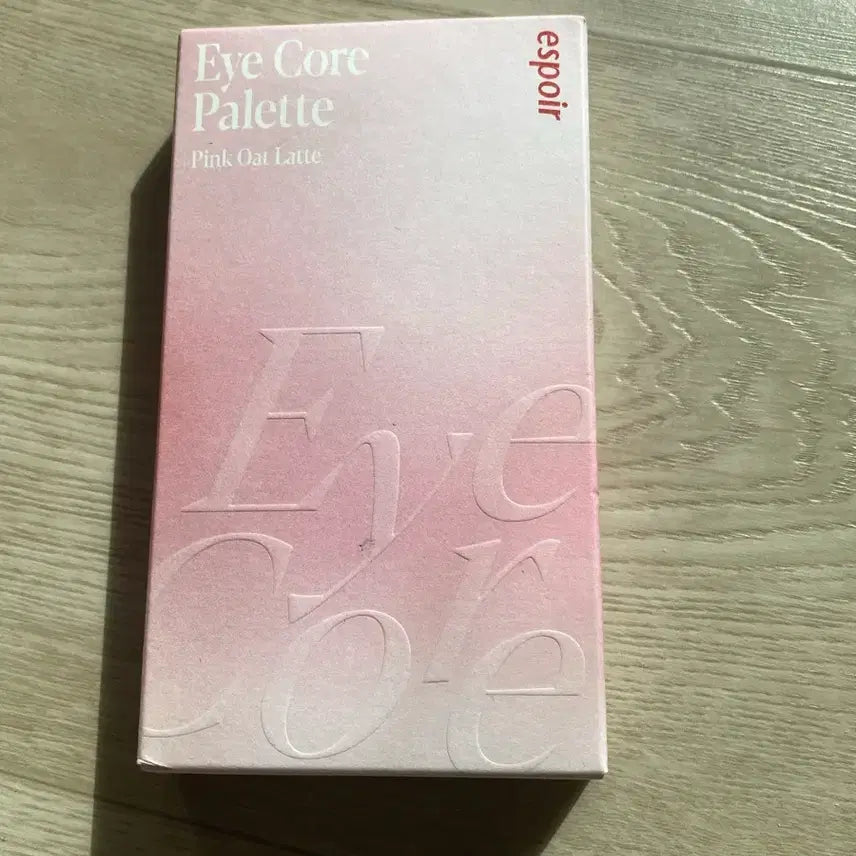 Eye Core
Palette
Pink Oat Latte
espoir
Eye
Core